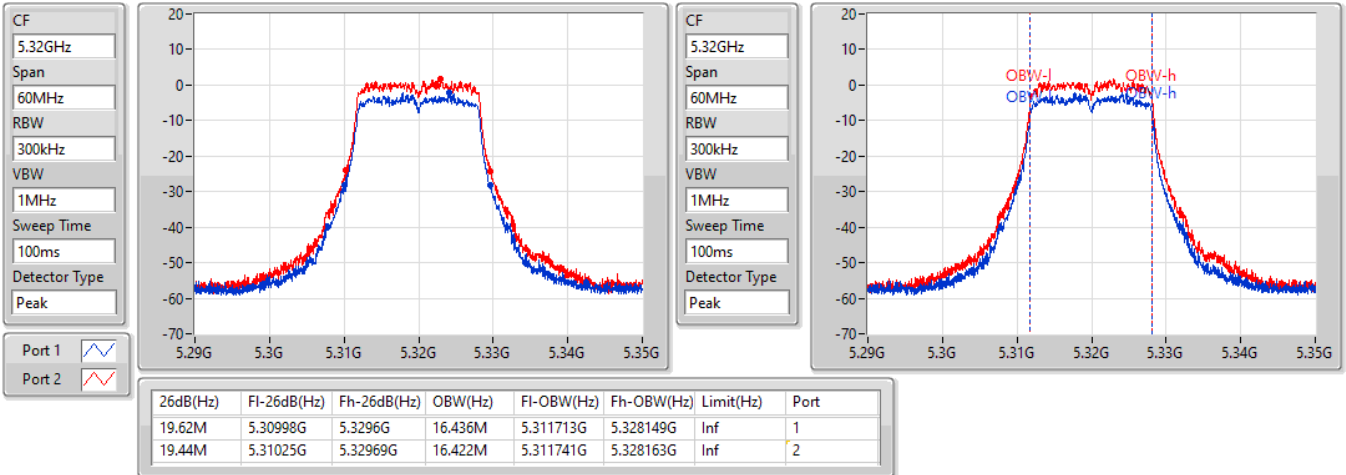 CF
5.32GHz
Span
60MHz
RBW
300kHz
VBW
1MHz
Sweep Time
100ms
Detector Type
Peak
Port 1
Port 2
20
10
0
-10
-20
-30
-40
-50
-60
-70
5.29G 5.3G 5.31G 5.32G 5.33G 5.34G 5.35G
CF
5.32GHz
Span
60MHz
RBW
300kHz
VBW
1MHz
Sweep Time
100ms
Detector Type
Peak
20
10
0
-10
-20
-30
-40
-50
-60
-70
OBW-l OBW-h
OBW-h
5.29G 5.3G 5.31G 5.32G 5.33G 5.34G 5.35G
26dB(Hz) Fl-26dB(Hz) Fh-26dB(Hz) OBW(Hz) Fl-OBW(Hz) Fh-OBW(Hz) Limit(Hz) Port
19.62M 5.30998G 5.3296G 16.436M 5.311713G 5.328149G Inf 1
19.44M 5.31025G 5.32969G 16.422M 5.311741G 5.328163G Inf 2